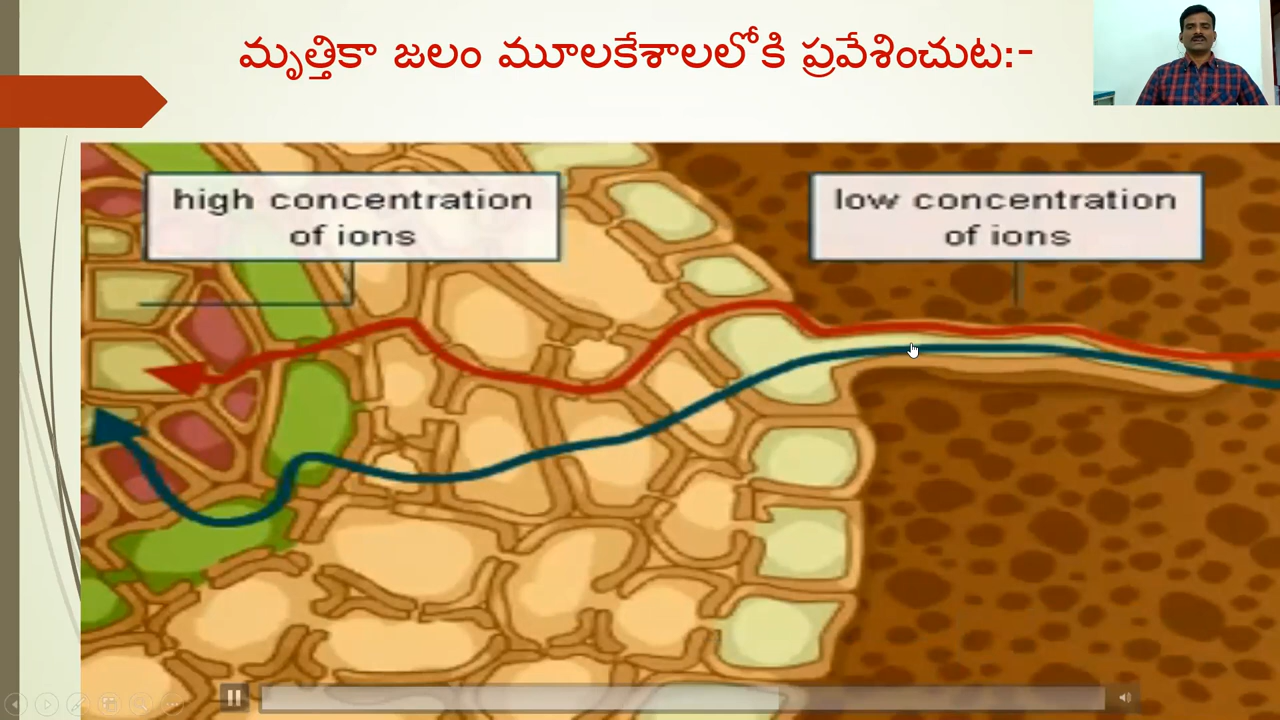 మృత్తికా జలం మూలకేశాలలోకి ప్రవేశించుట:-
high concentration
of ions
low concentration
of ions